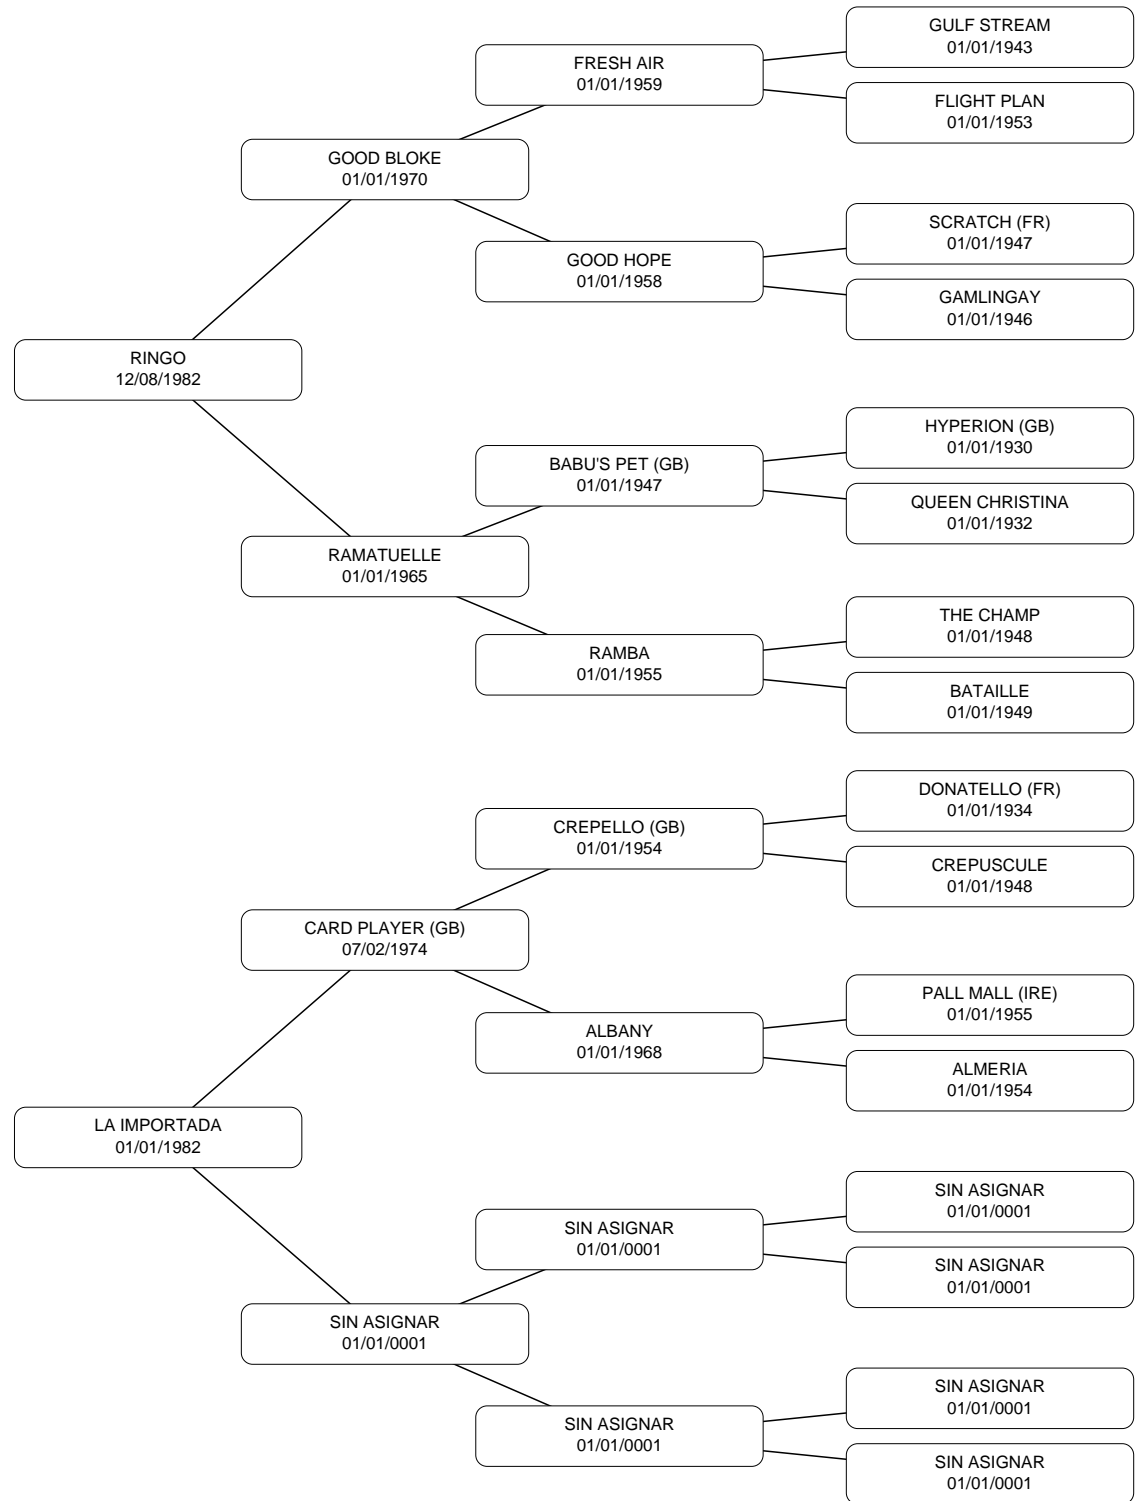 GULF STREAM
01/01/1943
FRESH AIR
01/01/1959
FLIGHT PLAN
01/01/1953
GOOD BLOKE
01/01/1970
SCRATCH (FR)
01/01/1947
GOOD HOPE
01/01/1958
GAMLINGAY
01/01/1946
RINGO
12/08/1982
HYPERION (GB)
01/01/1930
BABU'S PET (GB)
01/01/1947
QUEEN CHRISTINA
01/01/1932
RAMATUELLE
01/01/1965
THE CHAMP
01/01/1948
RAMBA
01/01/1955
BATAILLE
01/01/1949
DONATELLO (FR)
01/01/1934
CREPELLO (GB)
01/01/1954
CREPUSCULE
01/01/1948
CARD PLAYER (GB)
07/02/1974
PALL MALL (IRE)
01/01/1955
ALBANY
01/01/1968
ALMERIA
01/01/1954
LA IMPORTADA
01/01/1982
SIN ASIGNAR
01/01/0001
SIN ASIGNAR
01/01/0001
SIN ASIGNAR
01/01/0001
SIN ASIGNAR
01/01/0001
SIN ASIGNAR
01/01/0001
SIN ASIGNAR
01/01/0001
SIN ASIGNAR
01/01/0001